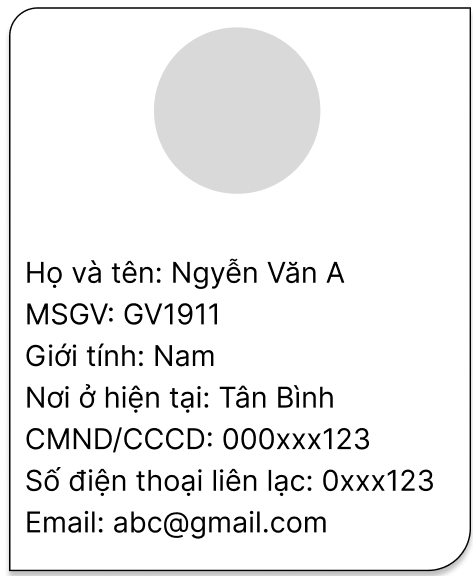 Họ và tên: Ngyễn Văn A
MSGV: GV1911
Giới tính: Nam
Nơi ở hiện tại: Tân Bình
CMND/CCCD: 000xxx123
Số điện thoại liên lạc: 0xxx123
Email: abc@gmail.com